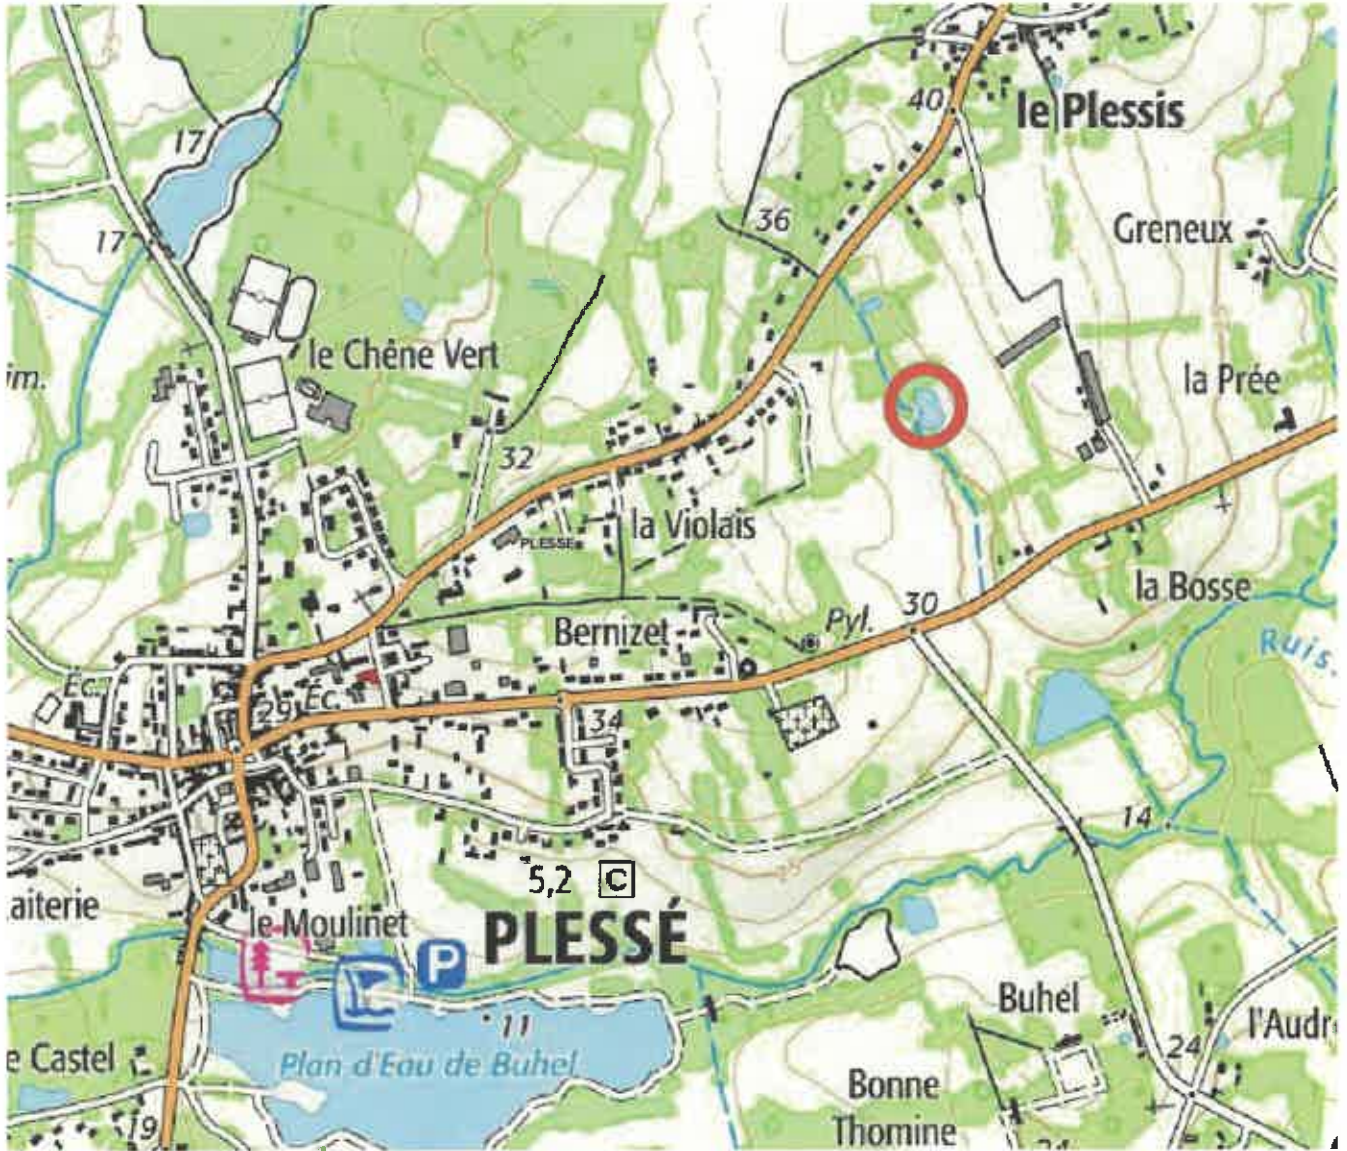 40
le Plessis
17
36
Greneux
17
le Chêne Vert
im.
la Prée
32
la Violais
PLESSE
la Bosse
30
Bernizet
Pyl.
Ruis.
Éc.
29
Éc.
34
14
5,2 C
aiterie
le Moulinet
PLESSÉ
P
Buhel
11
l'Audr
e Castel
Plan d'Eau de Buhel
24
Bonne
Thomine
19